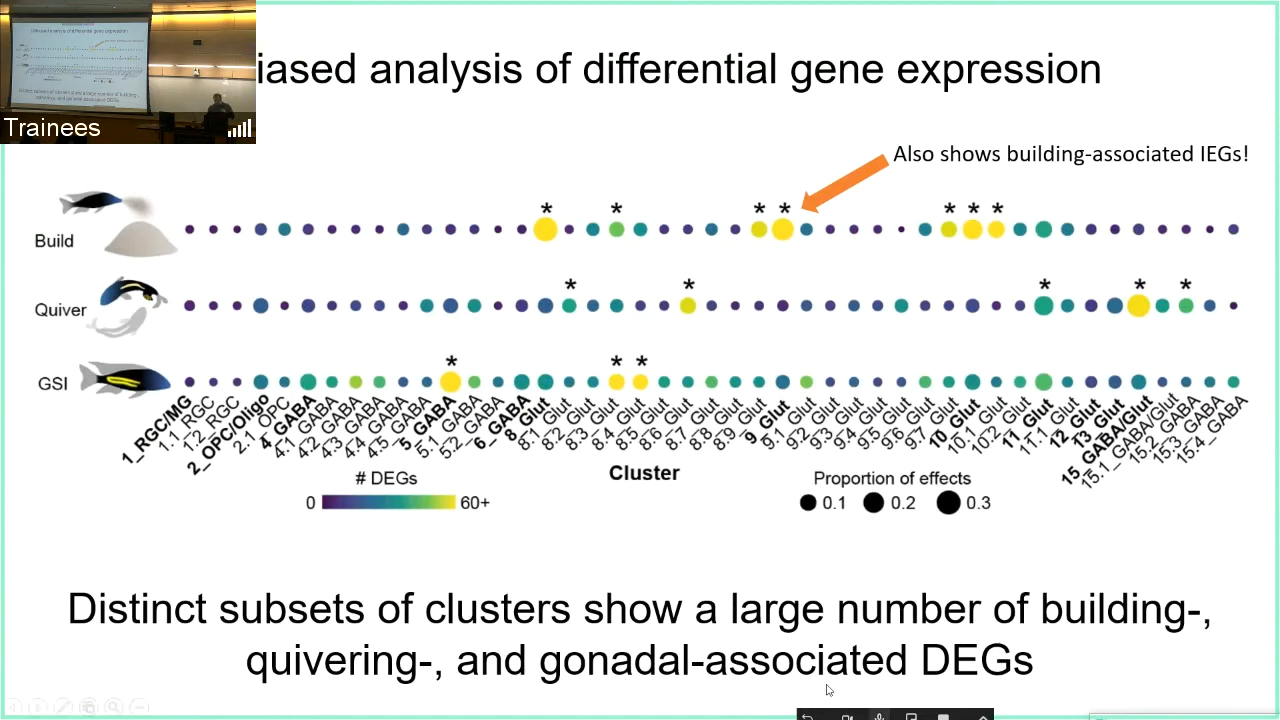 iased analysis of differential gene expression
Trainees
Also shows building-associated IEGs!
* * * * * * *
Build
* * * * *
Quiver
* * *
GSI
1_RGC/MG
1.1_RGC
1.2_RGC
2_OPC/Oligo
2.1_OPC
4_GABA
4.1_GABA
4.2_GABA
4.3_GABA
4.4_GABA
4.5_GABA
5_GABA
5.1_GABA
5.2_GABA
6_GABA
8_Glut
8.1_Glut
8.2_Glut
8.3_Glut
8.4_Glut
8.5_Glut
8.6_Glut
8.7_Glut
8.8_Glut
8.9_Glut
9_Glut
9.1_Glut
9.2_Glut
9.3_Glut
9.4_Glut
9.5_Glut
9.6_Glut
9.7_Glut
10_Glut
10.1_Glut
10.2_Glut
11_Glut
11.1_Glut
12_Glut
13_Glut
15_GABA/Glut
15.1_GABA/Glut
15.2_GABA
15.3_GABA
15.4_GABA
Cluster
# DEGs
0 60+
Proportion of effects
0.1 0.2 0.3
Distinct subsets of clusters show a large number of building-,
quivering-, and gonadal-associated DEGs